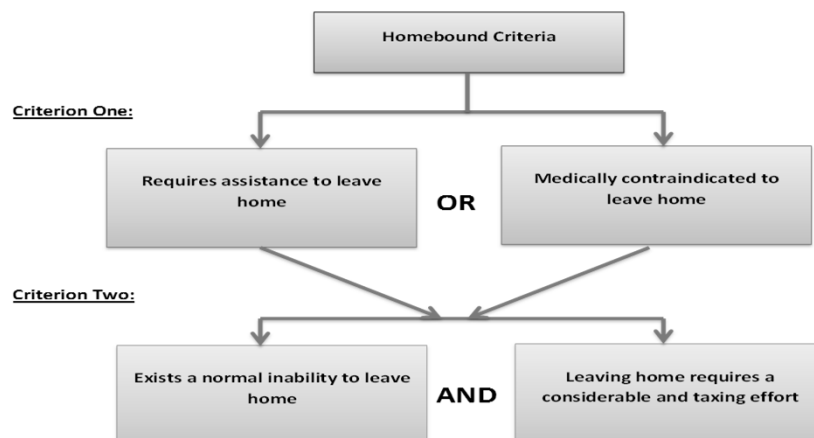 Homebound Criteria
Criterion One:
Requires assistance to leave
home
OR
Medically contraindicated to
leave home
Criterion Two:
Exists a normal inability to leave
home
AND
Leaving home requires a
considerable and taxing effort